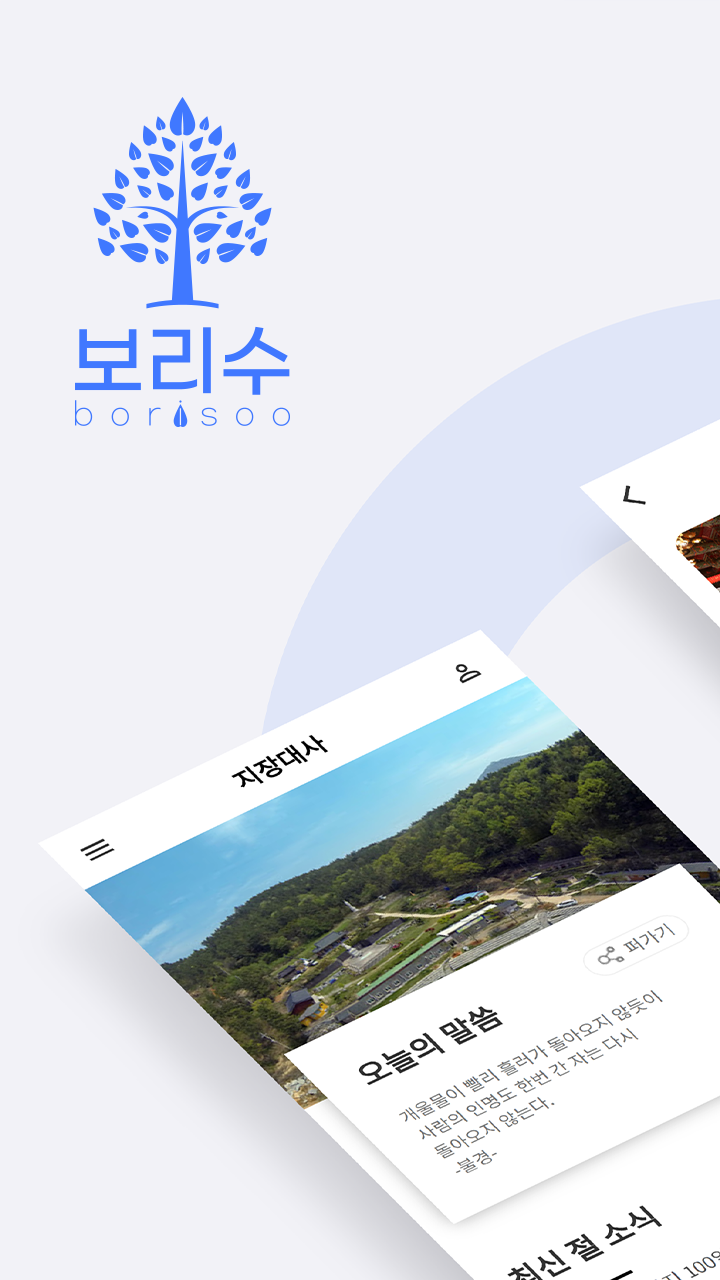 보리수
borisoo
지장대사
퍼가기
오늘의 말씀
개울물이 빨리 흘러가 돌아오지 않듯이
사람의 인명도 한번 간 자는 다시
돌아오지 않는다.
-불경-
최신 절 소식
100%